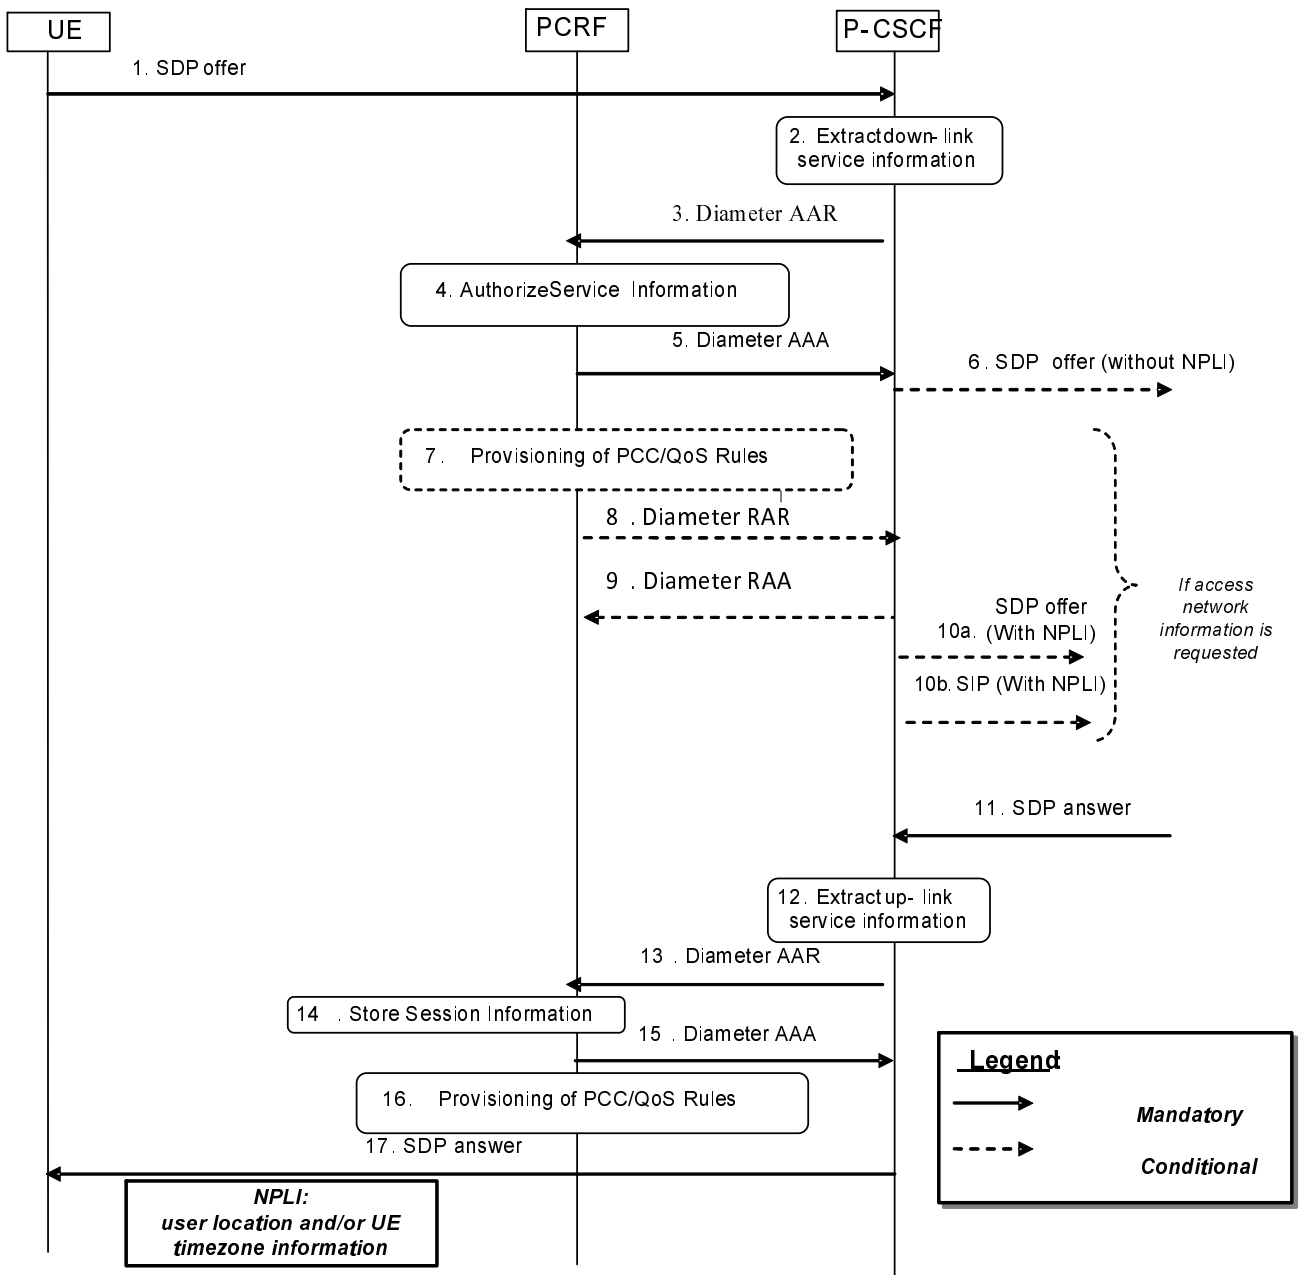 UE
PCRF
P-CSCF
1. SDP offer
2. Extract down-link
service information
3. Diameter AAR
4. Authorize Service Information
5. Diameter AAA
6. SDP offer (without NPLI)
7. Provisioning of PCC/QoS Rules
8. Diameter RAR
9. Diameter RAA
SDP offer
10a. (With NPLI)
10b. SIP (With NPLI)
If access
network
information is
requested
11. SDP answer
12. Extract up-link
service information
13. Diameter AAR
14. Store Session Information
15. Diameter AAA
16. Provisioning of PCC/QoS Rules
17. SDP answer
NPLI:
user location and/or UE
timezone information
Legend:
Mandatory
Conditional